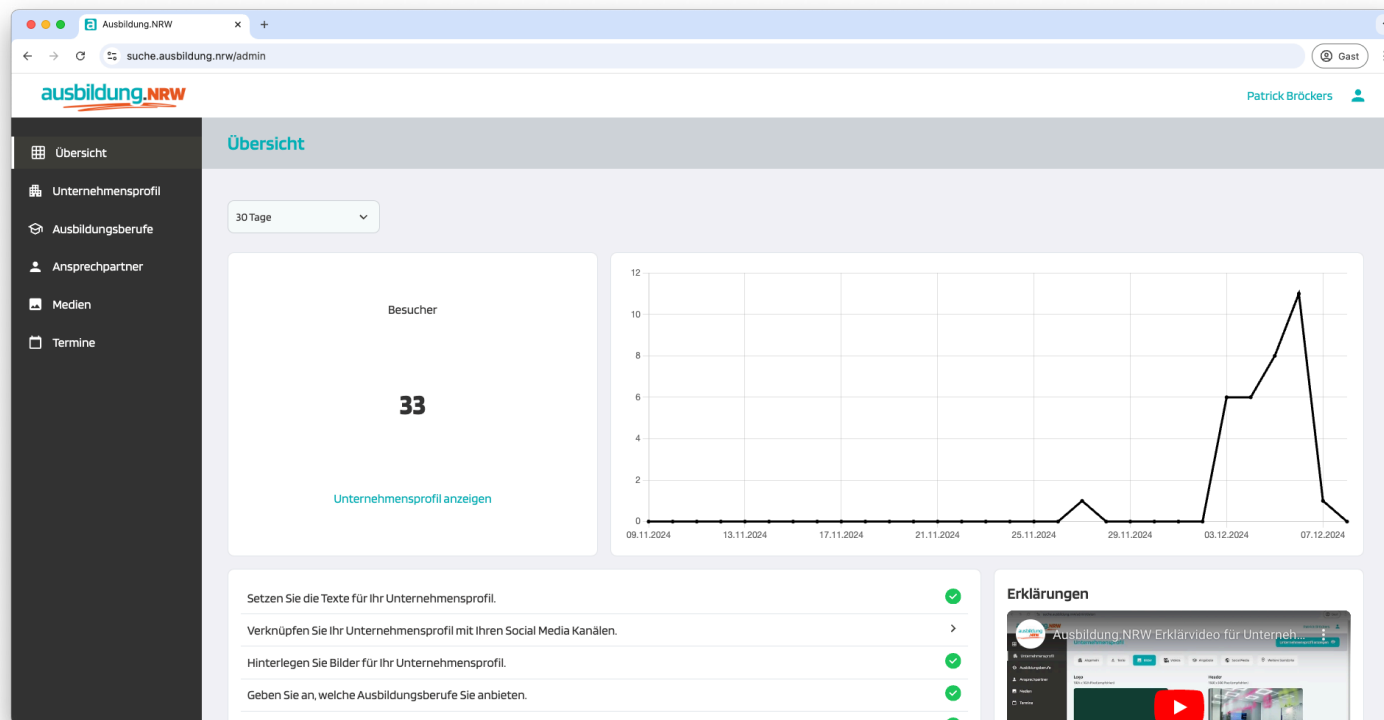 Ausbildung.NRW
suche.ausbildung.nrw/admin
Gast
ausbildung.NRW
Patrick Bröckers
Übersicht
Unternehmensprofil
Ausbildungsberufe
Ansprechpartner
Medien
Termine
Übersicht
30 Tage
Besucher
33
Unternehmensprofil anzeigen
12
10
8
6
4
2
0
09.11.2024 13.11.2024 17.11.2024 21.11.2024 25.11.2024 29.11.2024 03.12.2024 07.12.2024
Setzen Sie die Texte für Ihr Unternehmensprofil.
Verknüpfen Sie Ihr Unternehmensprofil mit Ihren Social Media Kanälen.
Hinterlegen Sie Bilder für Ihr Unternehmensprofil.
Geben Sie an, welche Ausbildungsberufe Sie anbieten.
Erklärungen
Ausbildung.NRW Erklärvideo für Unterneh...